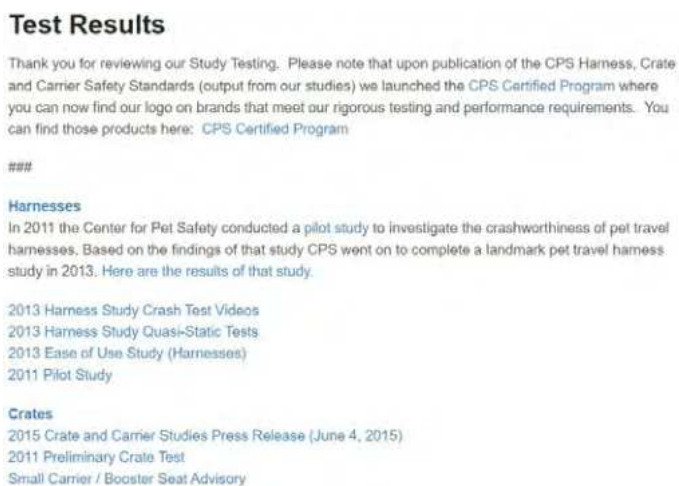 Test Results
Thank you for reviewing our Study Testing. Please note that upon publication of the CPS Harness, Crate
and Carrier Safety Standards (output from our studies) we launched the CPS Certified Program where
you can now find our logo on brands that meet our rigorous testing and performance requirements. You
can find those products here: CPS Certified Program
###
Harnesses
In 2011 the Center for Pet Safety conducted a pilot study to investigate the crashworthiness of pet travel
harnesses. Based on the findings of that study CPS went on to complete a landmark pet travel harness
study in 2013. Here are the results of that study.
2013 Harness Study Crash Test Videos
2013 Harness Study Quasi-Static Tests
2013 Ease of Use Study (Harnesses)
2011 Pilot Study
Crates
2015 Crate and Carrier Studies Press Release (June 4, 2015)
2011 Preliminary Crate Test
Small Carrier / Booster Seat Advisory